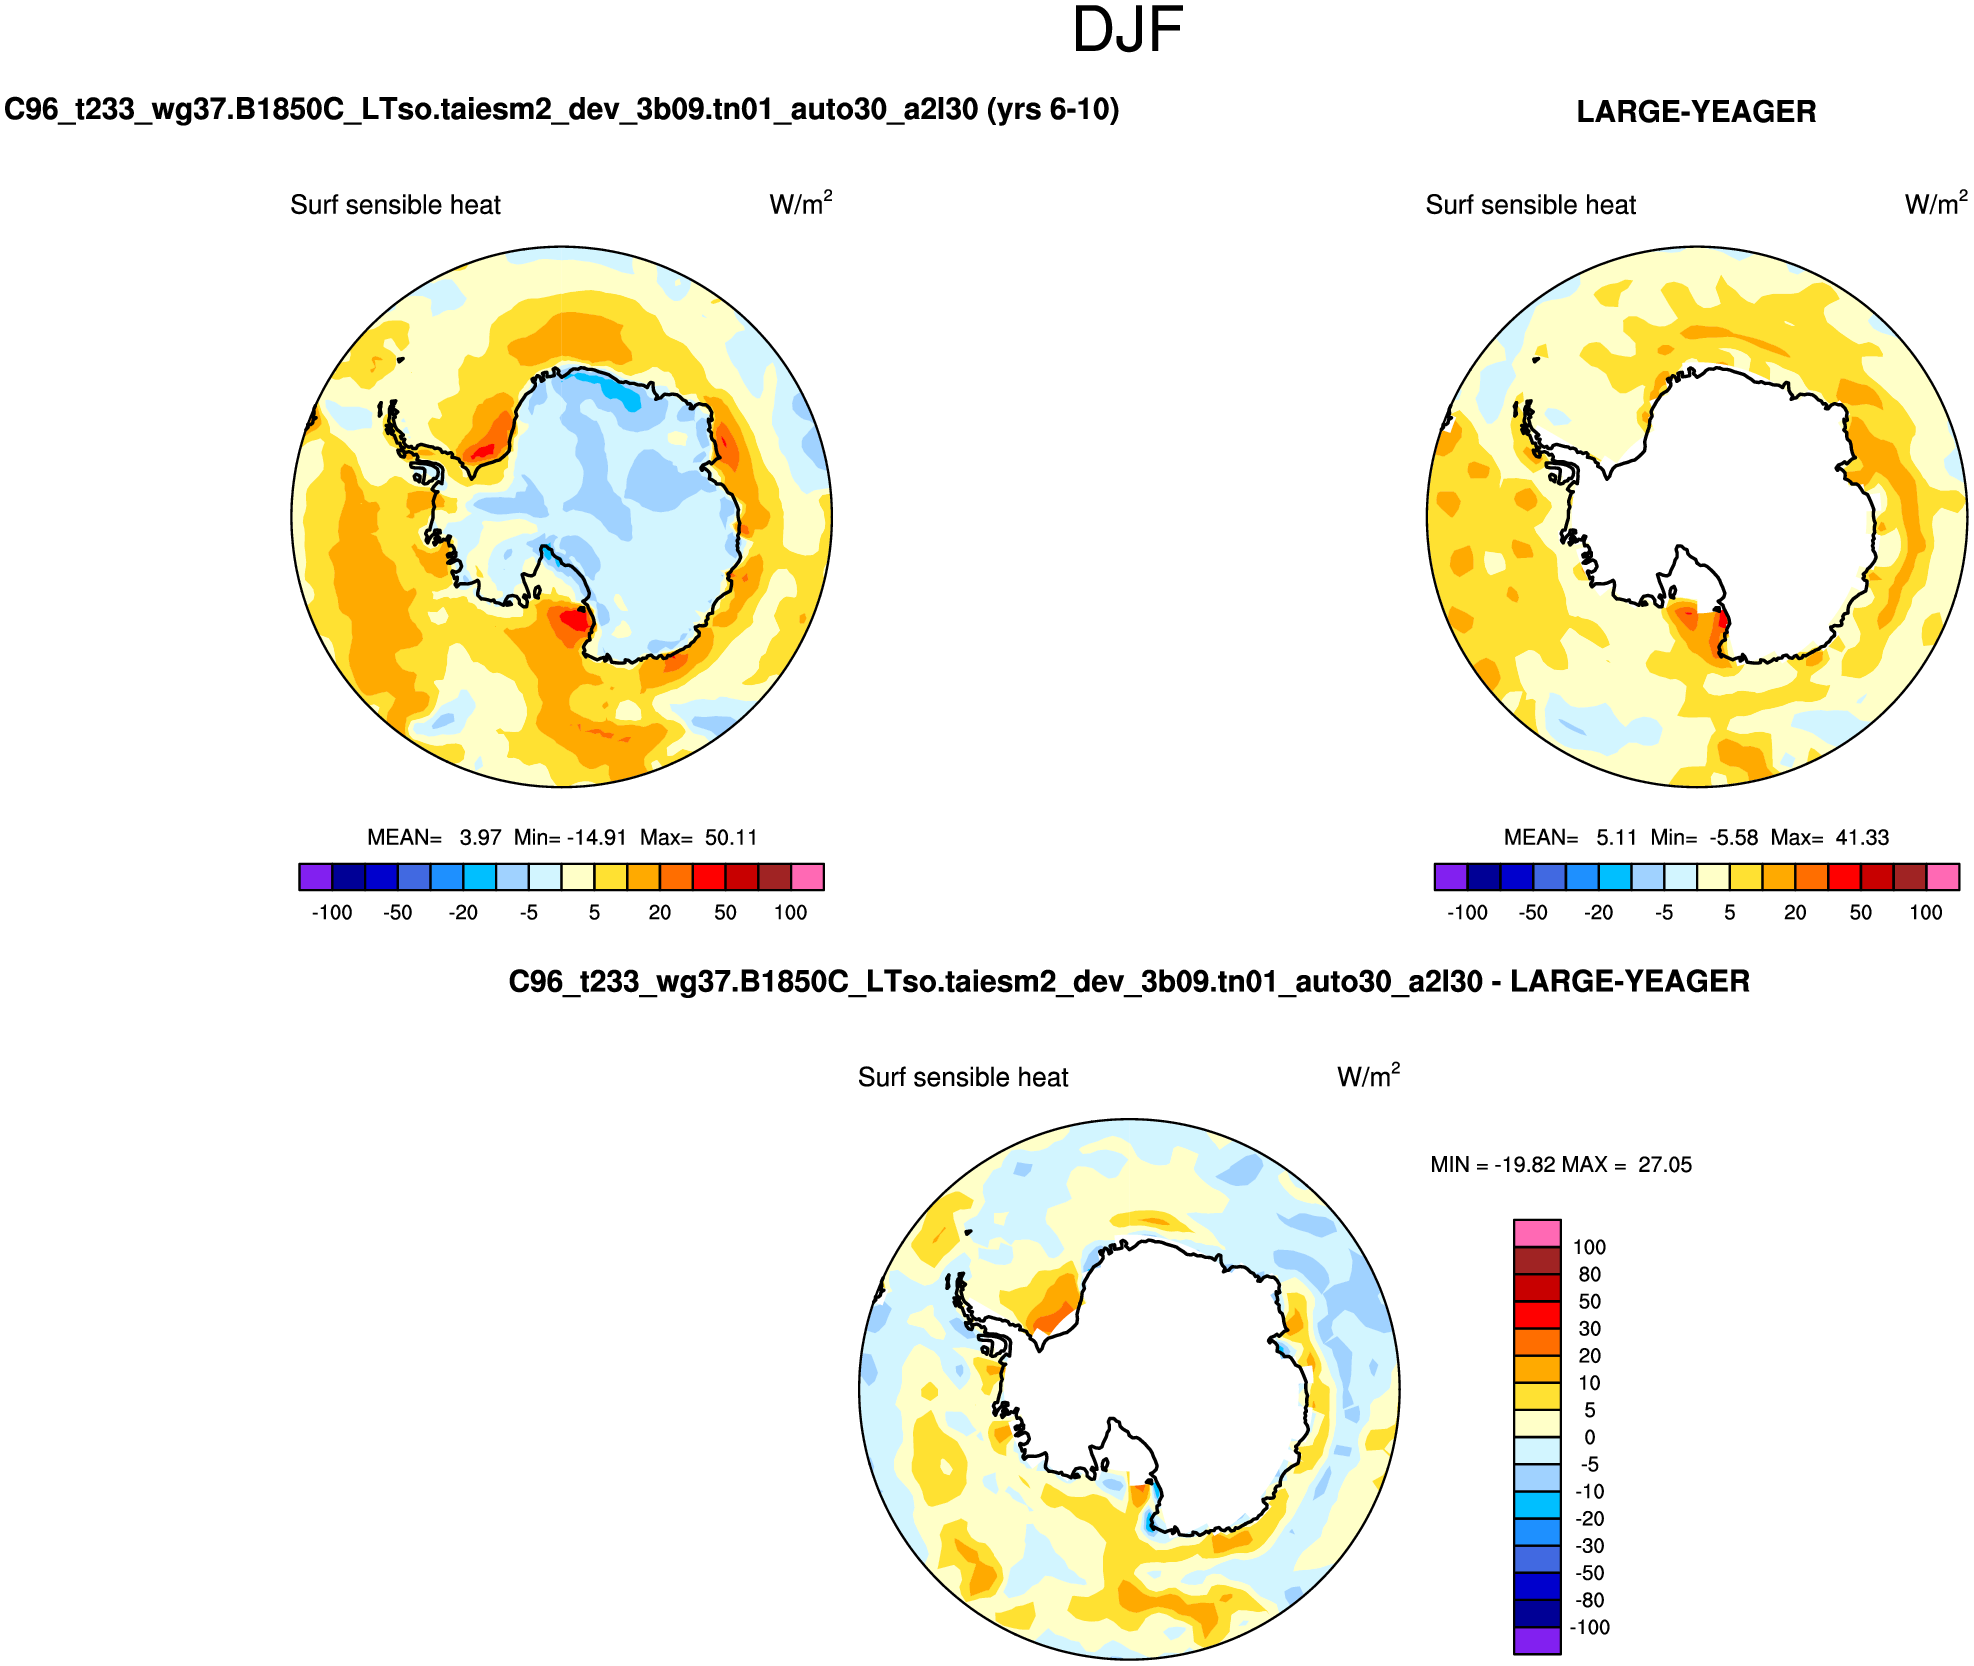 DJF
C96_t233_wg37.B1850C_LTso.taiesm2_dev_3b09.tn01_auto30_a2l30 (yrs 6-10)
LARGE-YEAGER
Surf sensible heat W/m2
Surf sensible heat W/m2
MEAN= 3.97 Min= -14.91 Max= 50.11
MEAN= 5.11 Min= -5.58 Max= 41.33
-100 -50 -20 -5 5 20 50 100
-100 -50 -20 -5 5 20 50 100
C96_t233_wg37.B1850C_LTso.taiesm2_dev_3b09.tn01_auto30_a2l30 - LARGE-YEAGER
Surf sensible heat W/m2
MIN = -19.82 MAX = 27.05
100
80
50
30
20
10
5
0
-5
-10
-20
-30
-50
-80
-100